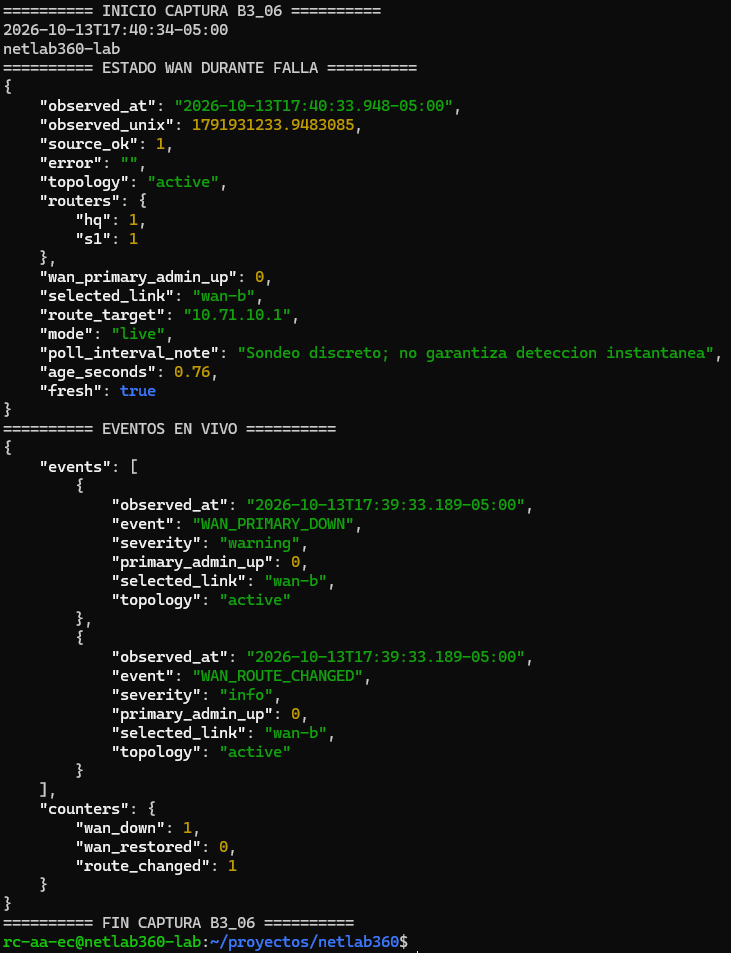 ========== INICIO CAPTURA B3_06 ==========
2026-10-13T17:40:34-05:00
netlab360-lab
========== ESTADO WAN DURANTE FALLA ==========
{
    "observed_at": "2026-10-13T17:40:33.948-05:00",
    "observed_unix": 1791931233.9483085,
    "source_ok": 1,
    "error": "",
    "topology": "active",
    "routers": {
        "hq": 1,
        "s1": 1
    },
    "wan_primary_admin_up": 0,
    "selected_link": "wan-b",
    "route_target": "10.71.10.1",
    "mode": "live",
    "poll_interval_note": "Sondeo discreto; no garantiza deteccion instantanea",
    "age_seconds": 0.76,
    "fresh": true
}
========== EVENTOS EN VIVO ==========
{
    "events": [
        {
            "observed_at": "2026-10-13T17:39:33.189-05:00",
            "event": "WAN_PRIMARY_DOWN",
            "severity": "warning",
            "primary_admin_up": 0,
            "selected_link": "wan-b",
            "topology": "active"
        },
        {
            "observed_at": "2026-10-13T17:39:33.189-05:00",
            "event": "WAN_ROUTE_CHANGED",
            "severity": "info",
            "primary_admin_up": 0,
            "selected_link": "wan-b",
            "topology": "active"
        }
    ],
    "counters": {
        "wan_down": 1,
        "wan_restored": 0,
        "route_changed": 1
    }
}
========== FIN CAPTURA B3_06 ==========
rc-aa-ec@netlab360-lab:~/proyectos/netlab360$